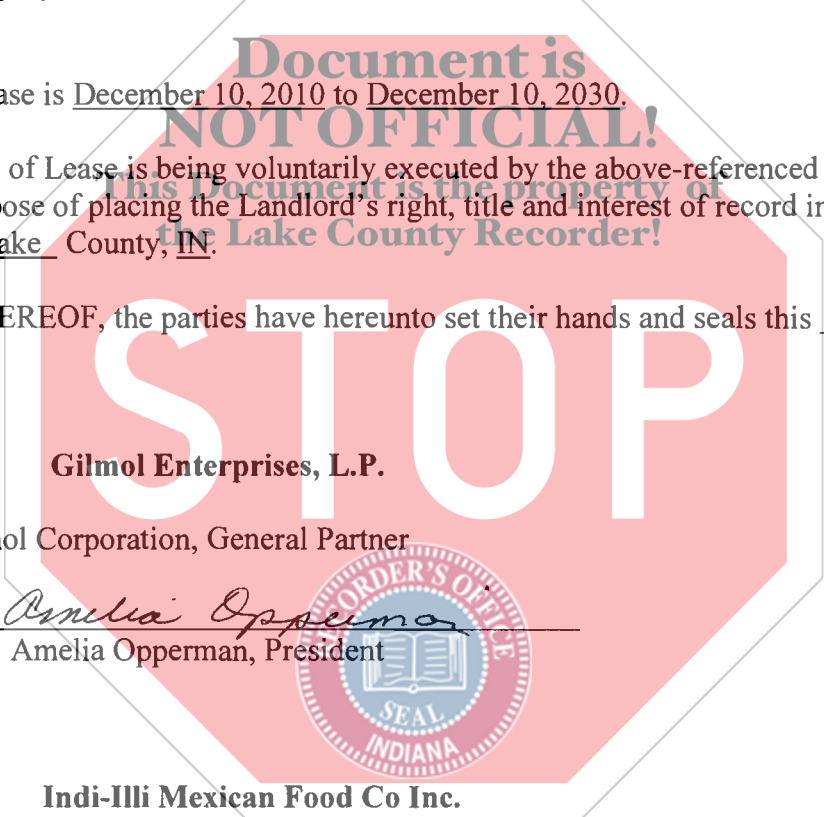 Document is
ase is December 10, 2010 to December 10, 2030.
NOT OFFICIAL!
of Lease is being voluntarily executed by the above-referenced
This Document is the property of
pose of placing the Landlord's right, title and interest of record in
the Lake County Recorder!
ake County, IN.
EREOF, the parties have hereunto set their hands and seals this
STOP
Gilmol Enterprises, L.P.
nol Corporation, General Partner
RECORDER'S OFFICE
Amelia Opperman
Amelia Opperman, President
SEAL
INDIANA
Indi-Illi Mexican Food Co Inc.